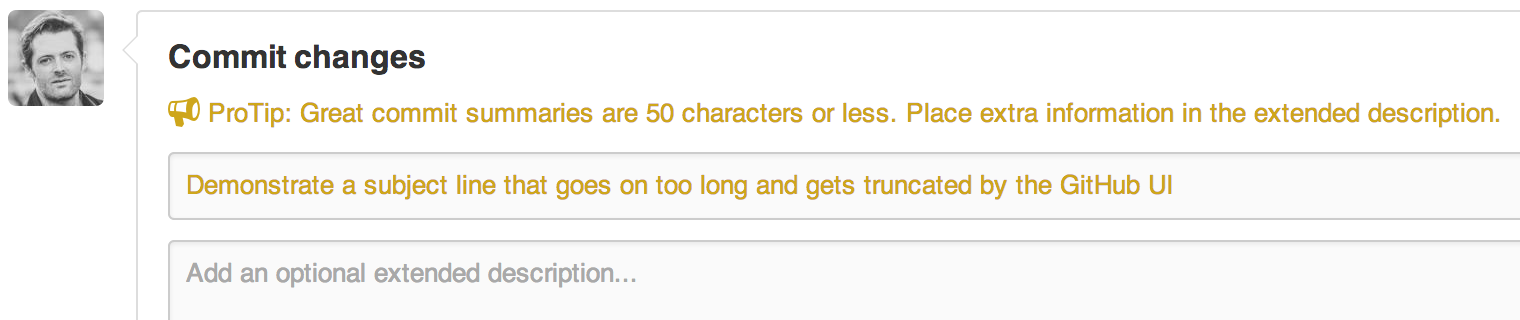 Commit changes
ProTip: Great commit summaries are 50 characters or less. Place extra information in the extended description.
Demonstrate a subject line that goes on too long and gets truncated by the GitHub UI
Add an optional extended description...